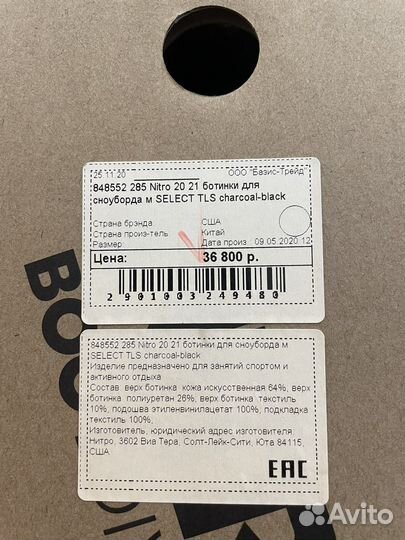 25.11.20 ООО "Базис-Трейд"
848552 285 Nitro 20 21 ботинки для
сноуборда м SELECT TLS charcoal-black
Страна брэнда США
Страна произ-тель Китай
Размер Дата произ 09.05.2020 12
Цена: 36 800 р.
2901003249480
848552 285 Nitro 20 21 ботинки для сноуборда м
SELECT TLS charcoal-black
Изделие предназначено для занятий спортом и
активного отдыха
Состав: верх ботинка: кожа искусственная 64%, верх
ботинка: полиуретан 26%, верх ботинка: текстиль
10%, подошва этиленвинилацетат 100%, подкладка
текстиль 100%,
Изготовитель, юридический адрес изготовителя:
Нитро, 3602 Виа Тера, Солт-Лейк-Сити, Юта 84115,
США
EAC
BOO
Avito